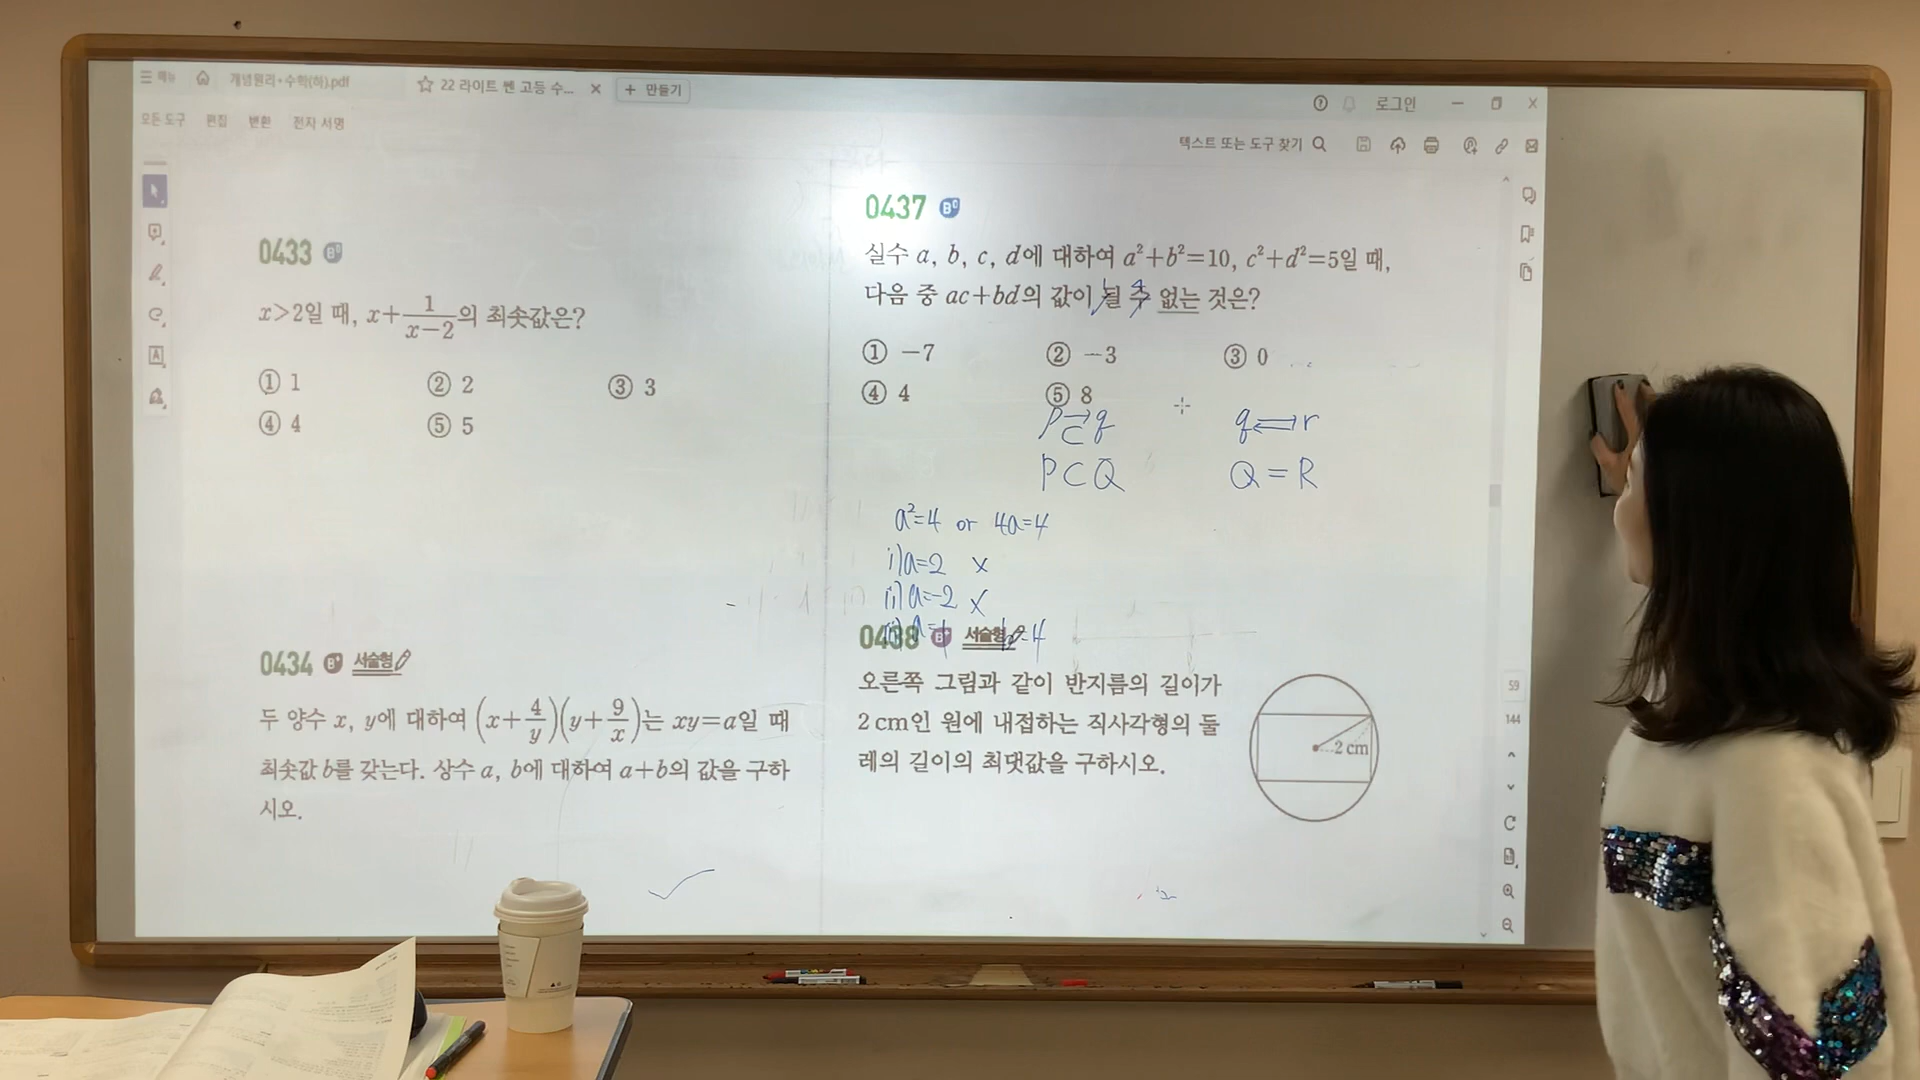 메뉴 개념원리+수학(하).pdf 22 라이트 쎈 고등 수... × + 만들기
로그인
모든 도구 편집 변환 전자 서명
텍스트 또는 도구 찾기
0433 B0
x>2일 때, x+1/(x-2)의 최솟값은?
① 1 ② 2 ③ 3
④ 4 ⑤ 5
0434 B+ 서술형
두 양수 x, y에 대하여 (x+4/y)(y+9/x)는 xy=a일 때
최솟값 b를 갖는다. 상수 a, b에 대하여 a+b의 값을 구하
시오.
0437 B0
실수 a, b, c, d에 대하여 a²+b²=10, c²+d²=5일 때,
다음 중 ac+bd의 값이 될 수 없는 것은?
① -7 ② -3 ③ 0
④ 4 ⑤ 8
p→q q⟺r
P⊂Q Q=R
a²=4 or 4a=4
i) a=2 ×
ii) a=-2 ×
0438 B+ 서술형
오른쪽 그림과 같이 반지름의 길이가
2 cm인 원에 내접하는 직사각형의 둘
레의 길이의 최댓값을 구하시오.
2 cm
59
144